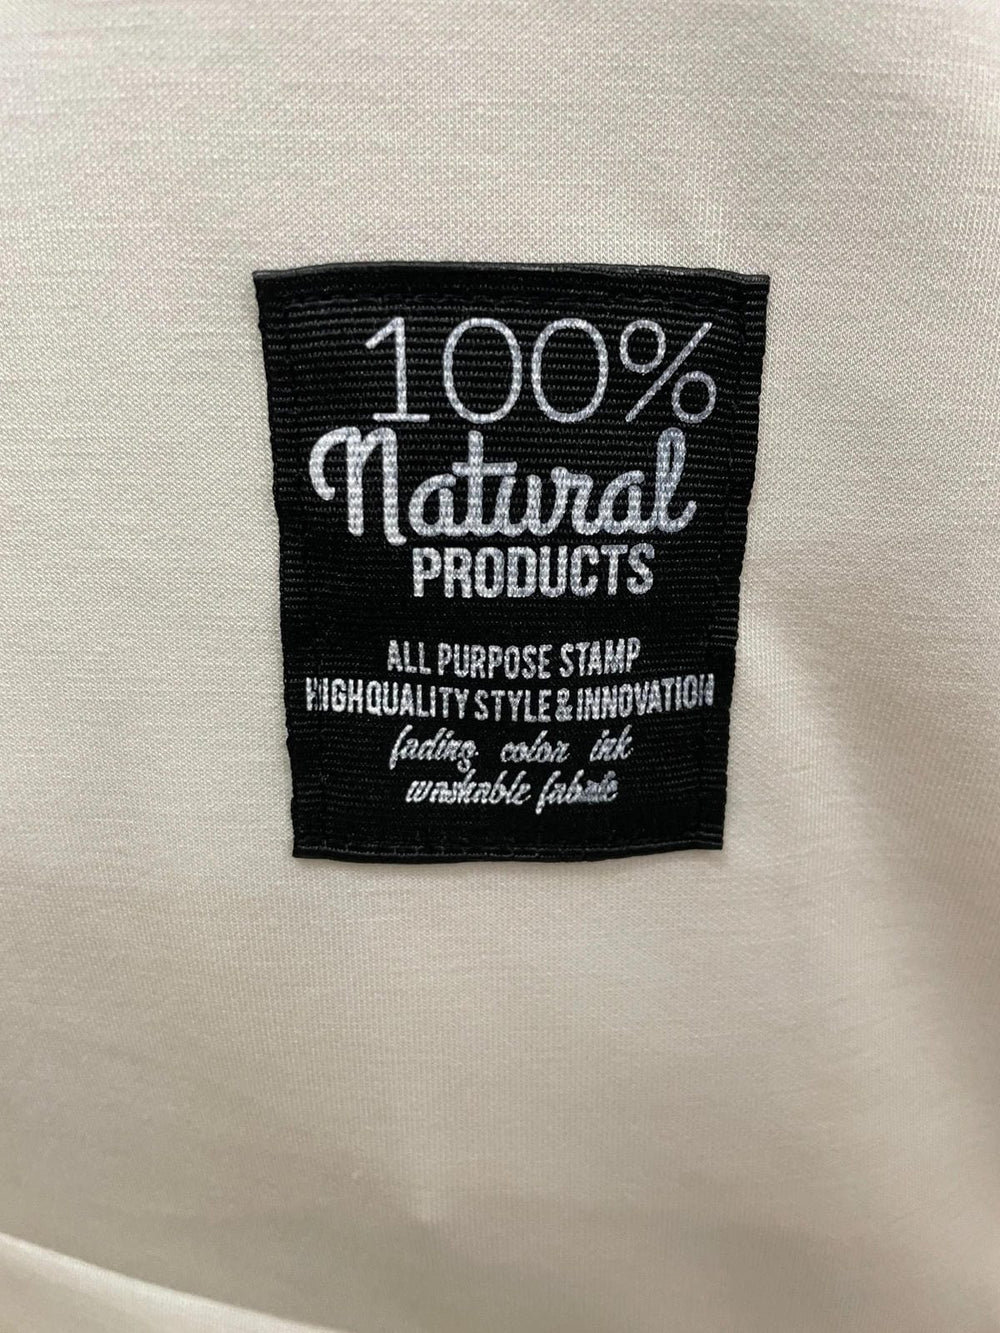 100%
Natural
PRODUCTS
ALL PURPOSE STAMP
HIGHQUALITY STYLE & INNOVATION
fading color ink
washable fabric